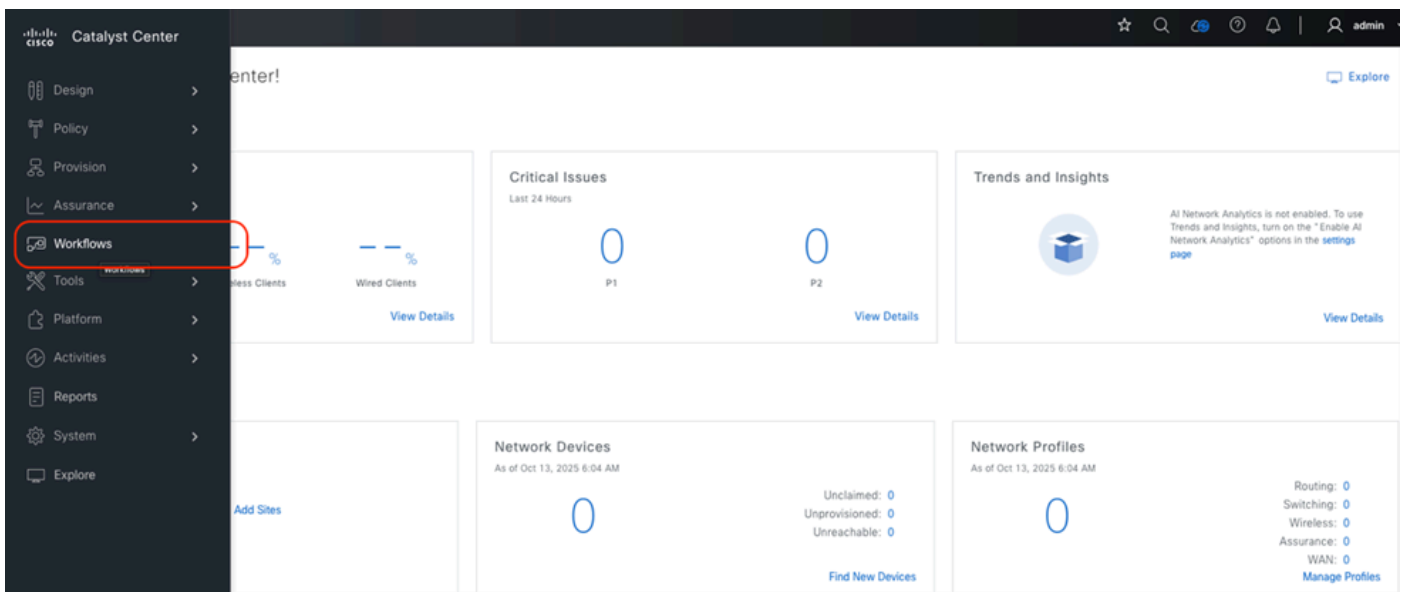 CISCO Catalyst Center
admin
Design
Policy
Provision
Assurance
Workflows
Workflows
Tools
Platform
Activities
Reports
System
Explore
enter!
Explore
%
eless Clients
%
Wired Clients
View Details
Critical Issues
Last 24 Hours
0
P1
0
P2
View Details
Trends and Insights
AI Network Analytics is not enabled. To use
Trends and Insights, turn on the "Enable AI
Network Analytics" options in the settings
page
View Details
Add Sites
Network Devices
As of Oct 13, 2025 6:04 AM
0
Unclaimed: 0
Unprovisioned: 0
Unreachable: 0
Find New Devices
Network Profiles
As of Oct 13, 2025 6:04 AM
0
Routing: 0
Switching: 0
Wireless: 0
Assurance: 0
WAN: 0
Manage Profiles